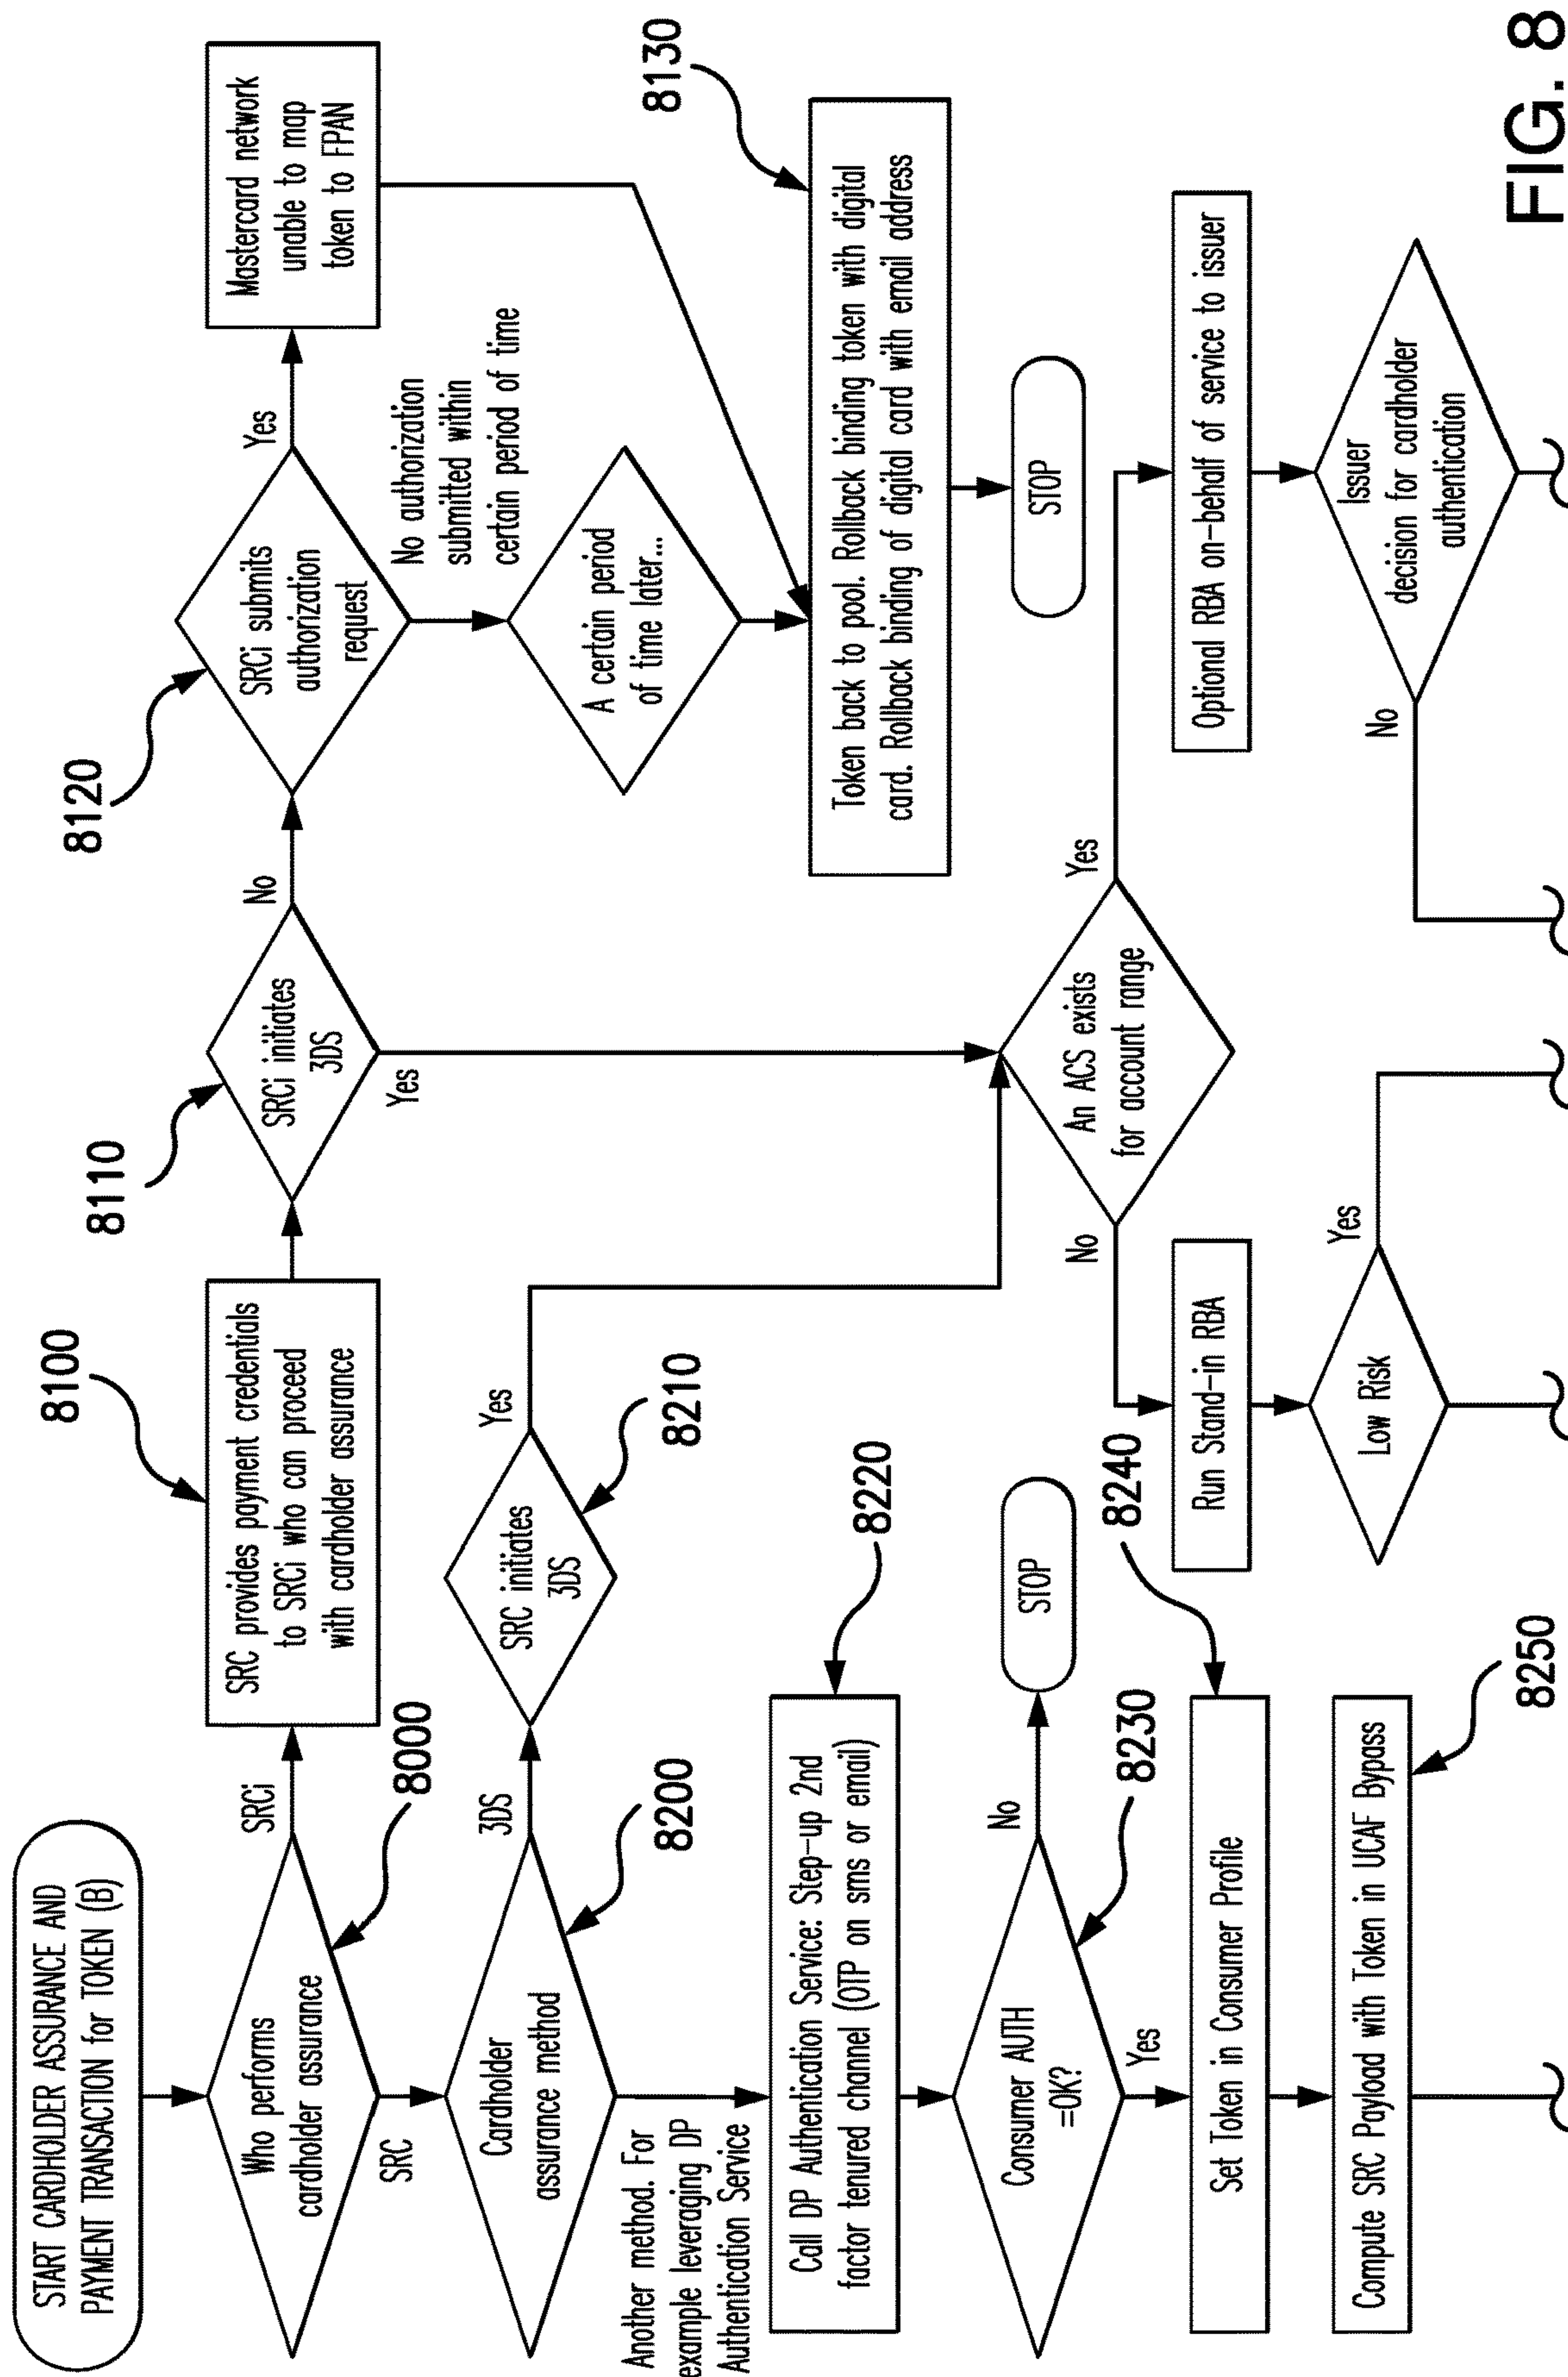 START CARDHOLDER ASSURANCE AND
PAYMENT TRANSACTION for TOKEN (B)
Who performs
cardholder assurance
8000
SRCi
SRC
SRC provides payment credentials
to SRCi who can proceed
with cardholder assurance
8100
SRCi initiates
3DS
8110
No
Yes
SRCi submits
authorization
request
8120
Yes
Mastercard network
unable to map
token to FPAN
No authorization
submitted within
certain period of time
A certain period
of time later...
Token back to pool. Rollback binding token with digital
card. Rollback binding of digital card with email address
8130
STOP
Cardholder
assurance method
8200
3DS
SRC initiates
3DS
8210
Yes
Another method. For
example leveraging DP
Authentication Service
Call DP Authentication Service: Step-up 2nd
factor tenured channel (OTP on sms or email)
8220
Consumer AUTH
=OK?
8230
No
STOP
Yes
Set Token in Consumer Profile
8240
Compute SRC Payload with Token in UCAF Bypass
8250
An ACS exists
for account range
No
Yes
Run Stand-in RBA
Low Risk
Yes
Optional RBA on-behalf of service to issuer
Issuer
decision for cardholder
authentication
No
FIG. 8